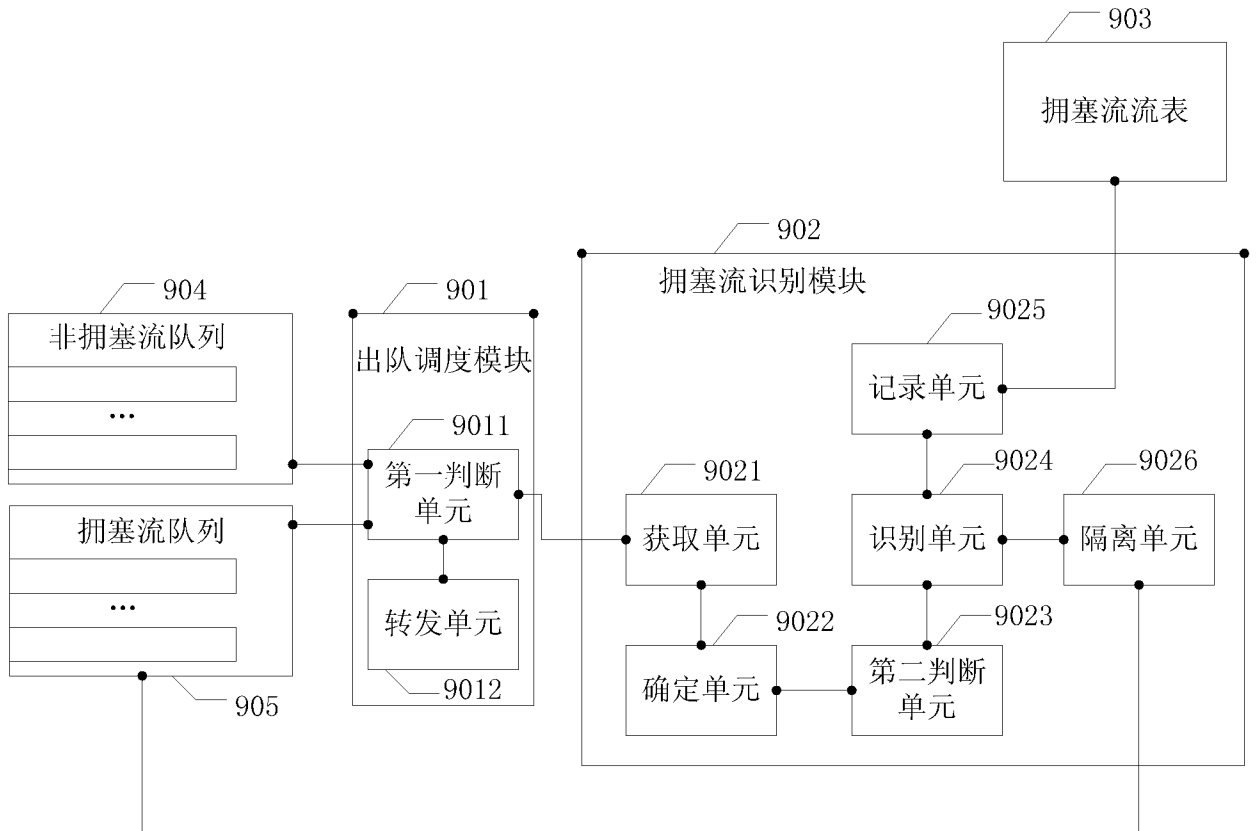 903
拥塞流流表
902
拥塞流识别模块
904
非拥塞流队列
...
901
出队调度模块
9025
记录单元
9011
第一判断
单元
9021
获取单元
9024
识别单元
9026
隔离单元
拥塞流队列
...
905
转发单元
9012
9022
确定单元
9023
第二判断
单元